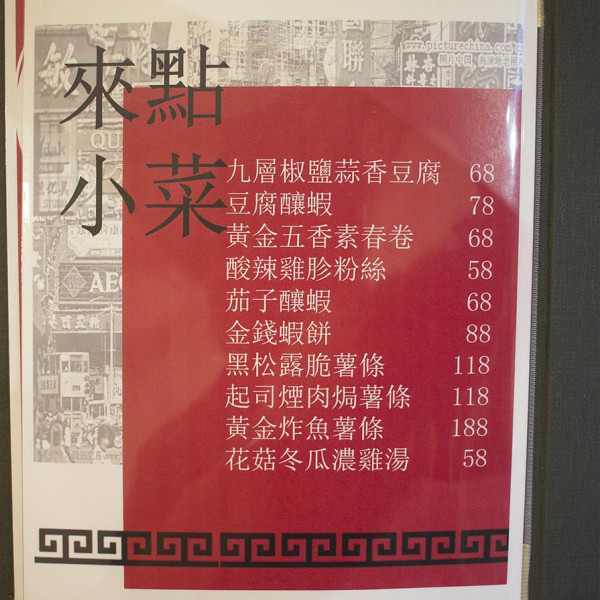 www.picturechina.com
來點
小菜
九層椒鹽蒜香豆腐 68
豆腐釀蝦 78
黃金五香素春卷 68
酸辣雞胗粉絲 58
茄子釀蝦 68
金錢蝦餅 88
黑松露脆薯條 118
起司煙肉焗薯條 118
黃金炸魚薯條 188
花菇冬瓜濃雞湯 58